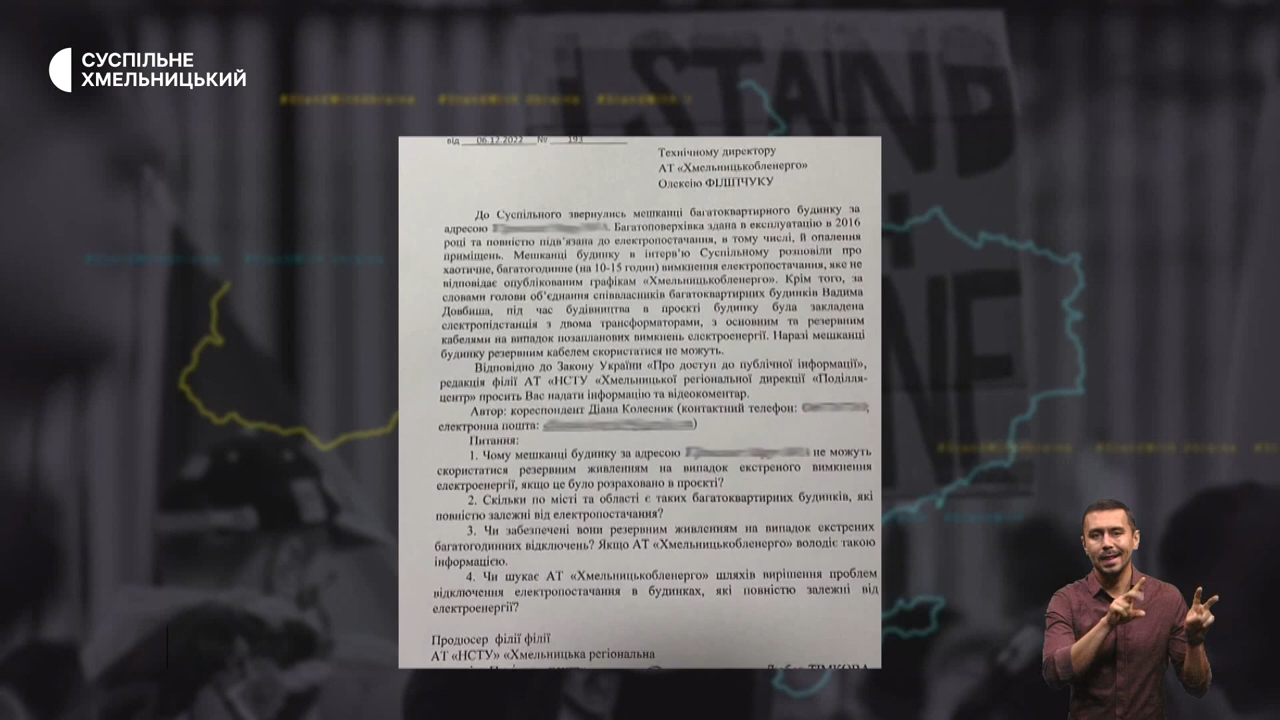 СУСПІЛЬНЕ
ХМЕЛЬНИЦЬКИЙ
I STAND
від 06.12.2022 № 193
Технічному директору
АТ «Хмельницькобленерго»
Олексію ФІЛІПЧУКУ
До Суспільного звернулись мешканці багатоквартирного будинку за
адресою . Багатоповерхівка здана в експлуатацію в 2016
році та повністю підв’язана до електропостачання, в тому числі, й опалення
приміщень. Мешканці будинку в інтерв’ю Суспільному розповіли про
хаотичне, багатогодинне (на 10-15 годин) вимкнення електропостачання, яке не
відповідає опублікованим графікам «Хмельницькобленерго». Крім того, за
словами голови об’єднання співвласників багатоквартирних будинків Вадима
Довбиша, під час будівництва в проєкті будинку була закладена
електропідстанція з двома трансформаторами, з основним та резервним
кабелями на випадок позапланових вимкнень електроенергії. Наразі мешканці
будинку резервним кабелем скористатися не можуть.
Відповідно до Закону України «Про доступ до публічної інформації»,
редакція філії АТ «НСТУ «Хмельницької регіональної дирекції «Поділля-
центр» просить Вас надати інформацію та відеокоментар.
Автор: кореспондент Діана Колесник (контактний телефон: ;
електронна пошта: )
Питання:
1. Чому мешканці будинку за адресою не можуть
скористатися резервним живленням на випадок екстреного вимкнення
електроенергії, якщо це було розраховано в проєкті?
2. Скільки по місті та області є таких багатоквартирних будинків, які
повністю залежні від електропостачання?
3. Чи забезпечені вони резервним живленням на випадок екстрених
багатогодинних відключень? Якщо АТ «Хмельницькобленерго» володіє такою
інформацією.
4. Чи шукає АТ «Хмельницькобленерго» шляхів вирішення проблем
відключення електропостачання в будинках, які повністю залежні від
електроенергії?
Продюсер філії філії
АТ «НСТУ» «Хмельницька регіональна